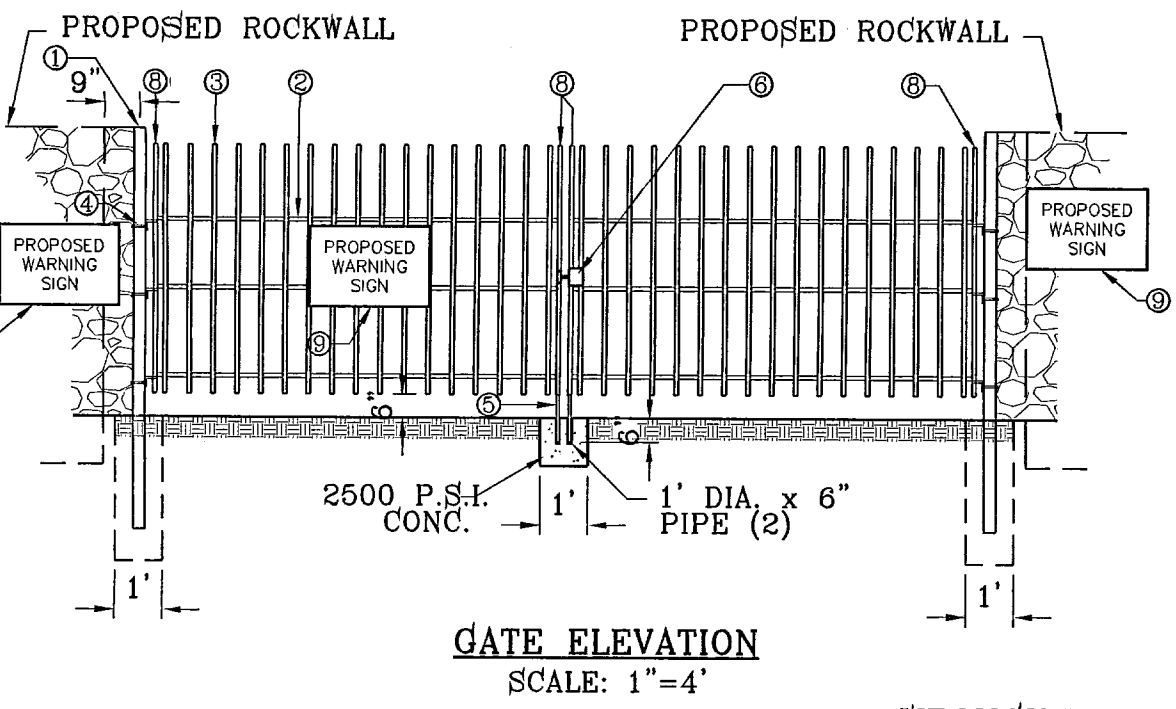 PROPOSED ROCKWALL
PROPOSED ROCKWALL
1
9"
8
3
2
8
6
8
4
PROPOSED
WARNING
SIGN
PROPOSED
WARNING
SIGN
PROPOSED
WARNING
SIGN
9
9
5
6"
6"
2500 P.S.I.
CONC.
1'
1' DIA. x 6"
PIPE (2)
1'
1'
GATE ELEVATION
SCALE: 1"=4'